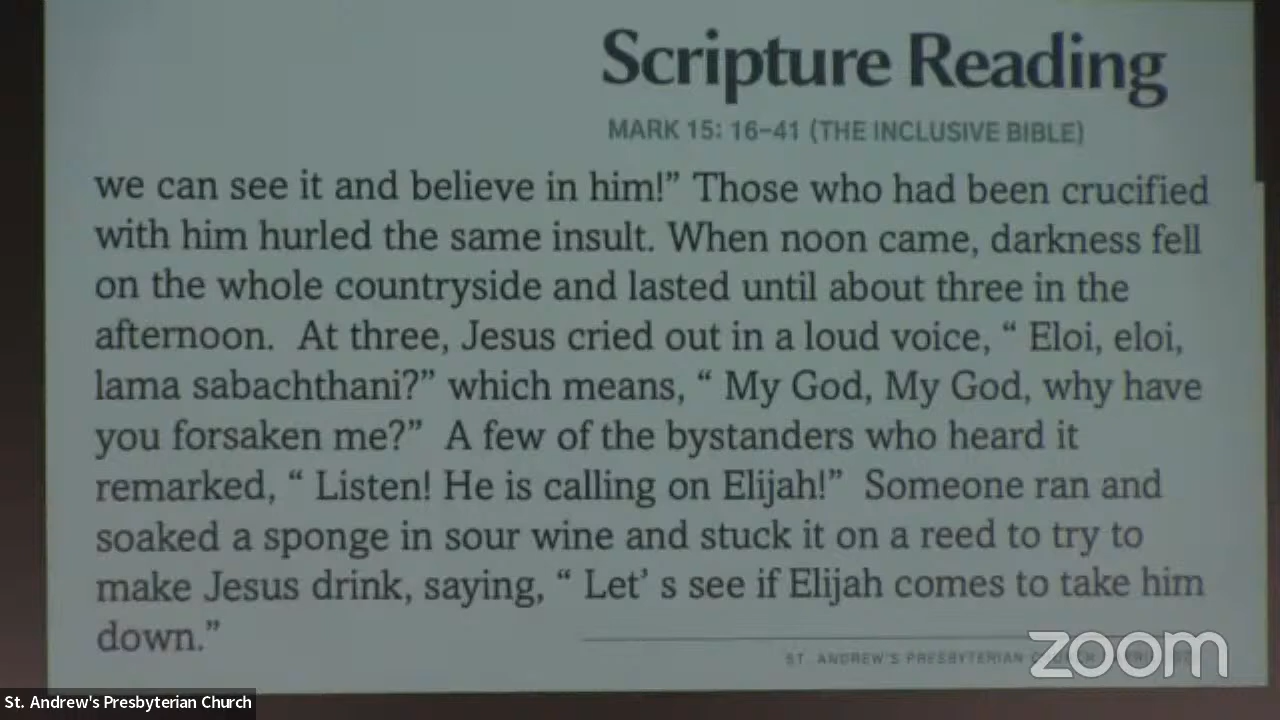 Scripture Reading
MARK 15: 16-41 (THE INCLUSIVE BIBLE)
we can see it and believe in him!” Those who had been crucified
with him hurled the same insult. When noon came, darkness fell
on the whole countryside and lasted until about three in the
afternoon.  At three, Jesus cried out in a loud voice, “ Eloi, eloi,
lama sabachthani?” which means, “ My God, My God, why have
you forsaken me?”  A few of the bystanders who heard it
remarked, “ Listen! He is calling on Elijah!”  Someone ran and
soaked a sponge in sour wine and stuck it on a reed to try to
make Jesus drink, saying, “ Let’ s see if Elijah comes to take him
down.”
ST. ANDREW'S PRESBYTERIAN
zoom
St. Andrew's Presbyterian Church